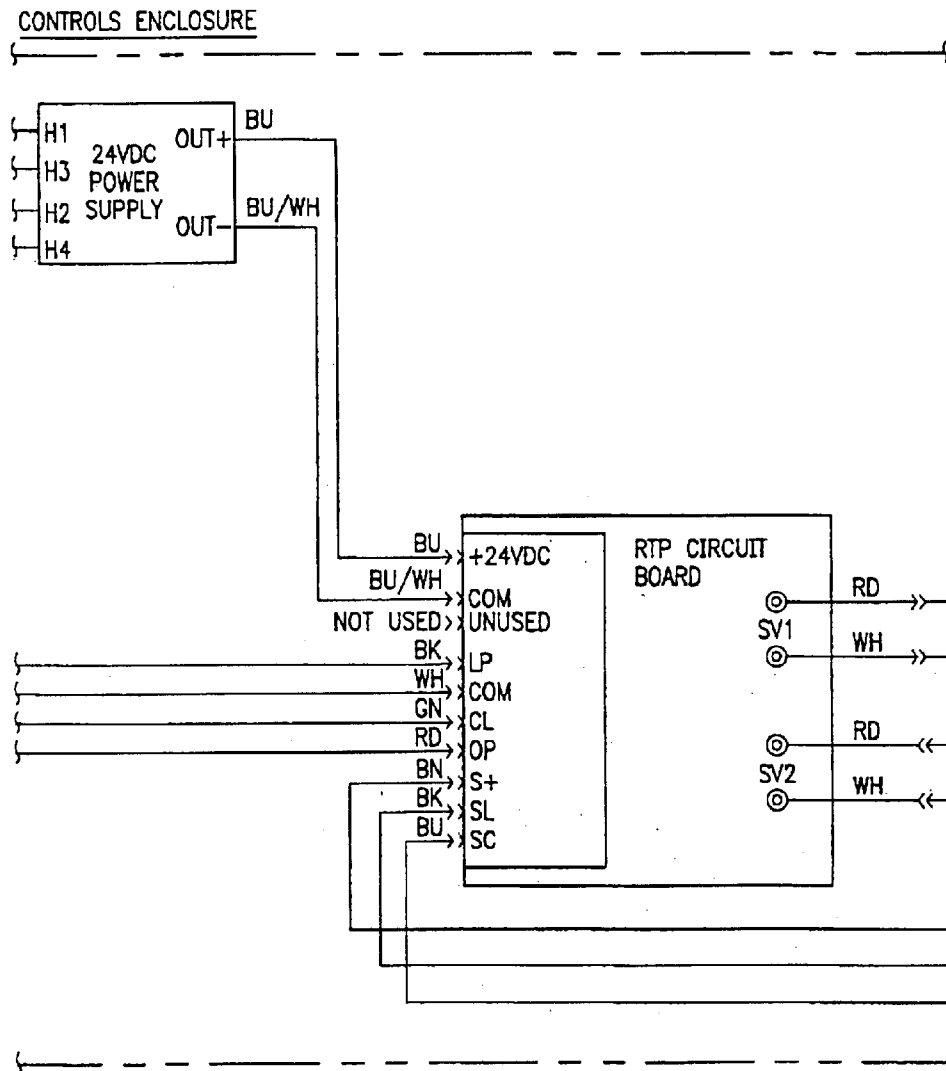 CONTROLS ENCLOSURE
H1
H3
H2
H4
24VDC
POWER
SUPPLY
OUT+
OUT-
BU
BU/WH
BU
BU/WH
NOT USED
BK
WH
GN
RD
BN
BK
BU
+24VDC
COM
UNUSED
LP
COM
CL
OP
S+
SL
SC
RTP CIRCUIT
BOARD
SV1
SV2
RD
WH
RD
WH